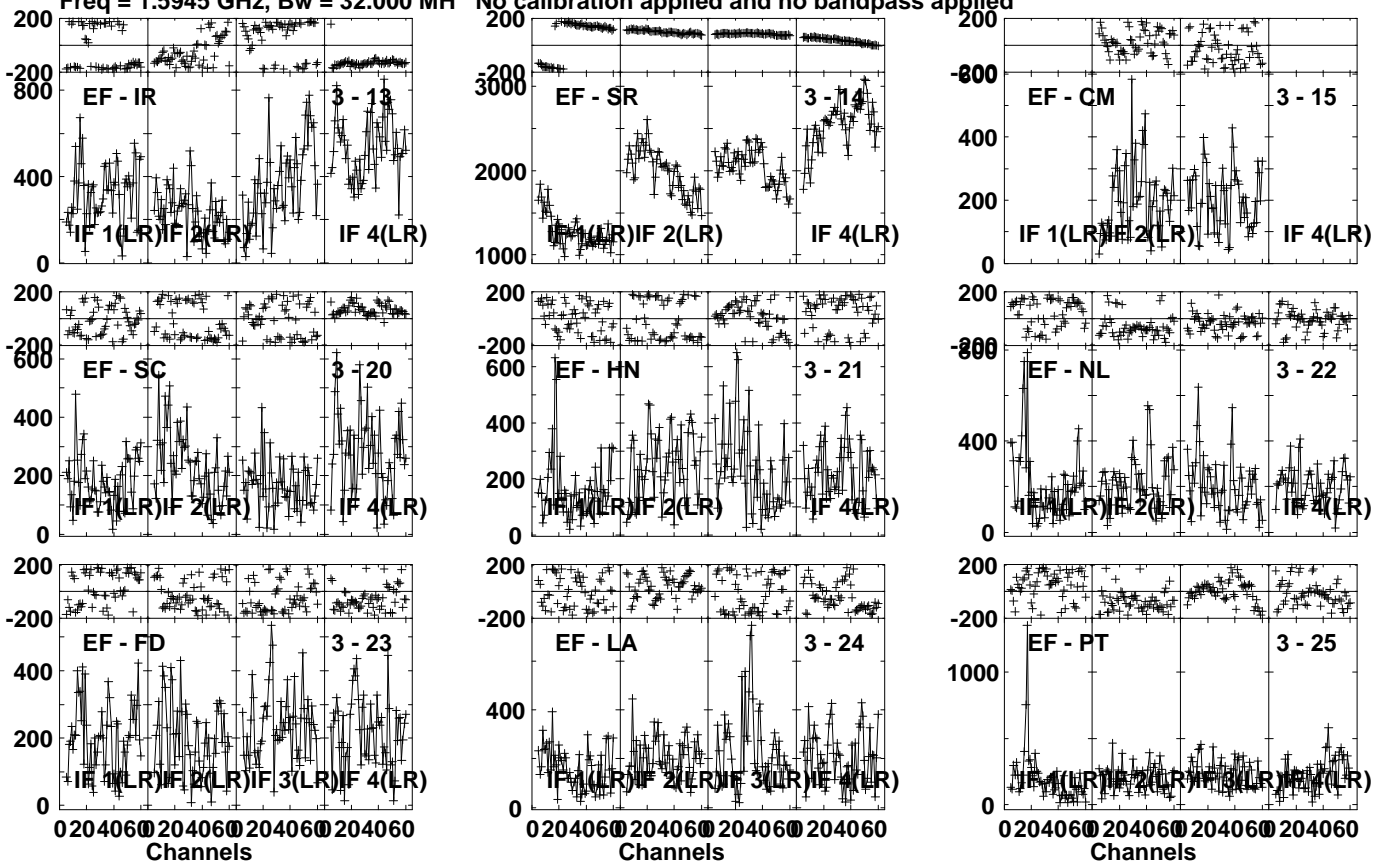 Freq = 1.5945 GHz, Bw = 32.000 MH No calibration applied and no bandpass applied
200
-200
800
400
0
EF - IR
3 - 13
IF 1(LR)
IF 2(LR)
IF 4(LR)
200
-200
3000
2000
1000
EF - SR
3 - 14
IF 1(LR)
IF 2(LR)
IF 4(LR)
200
-200
600
400
200
0
EF - CM
3 - 15
IF 1(LR)
IF 2(LR)
IF 4(LR)
200
-200
600
400
200
0
EF - SC
3 - 20
IF 1(LR)
IF 2(LR)
IF 4(LR)
200
-200
600
400
200
0
EF - HN
3 - 21
IF 1(LR)
IF 2(LR)
IF 4(LR)
200
-200
800
400
0
EF - NL
3 - 22
IF 1(LR)
IF 2(LR)
IF 4(LR)
200
-200
400
200
0
EF - FD
3 - 23
IF 1(LR)
IF 2(LR)
IF 3(LR)
IF 4(LR)
200
-200
400
0
EF - LA
3 - 24
IF 1(LR)
IF 2(LR)
IF 3(LR)
IF 4(LR)
200
-200
1000
0
EF - PT
3 - 25
IF 1(LR)
IF 2(LR)
IF 3(LR)
IF 4(LR)
0 20 40 60 0 20 40 60 0 20 40 60 0 20 40 60
Channels
0 20 40 60 0 20 40 60 0 20 40 60 0 20 40 60
Channels
0 20 40 60 0 20 40 60 0 20 40 60 0 20 40 60
Channels